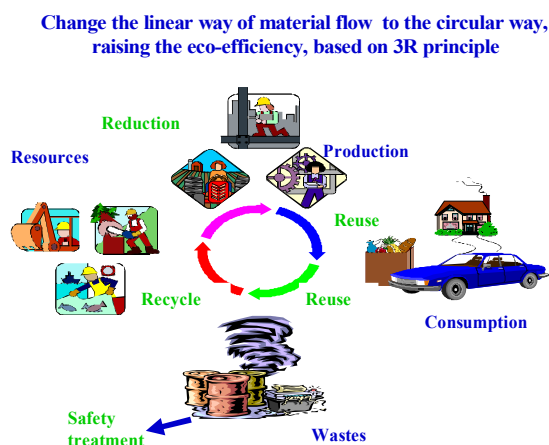 Change the linear way of material flow to the circular way,
raising the eco-efficiency, based on 3R principle
Reduction
Resources
Production
Reuse
Recycle
Reuse
Consumption
Safety
treatment
Wastes